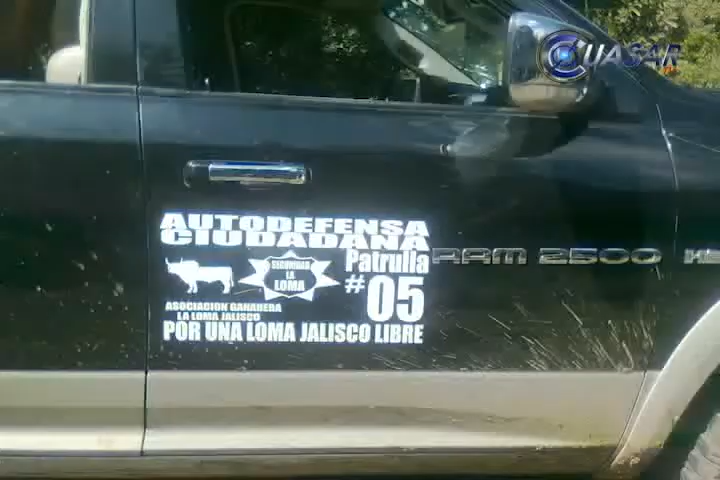 CUASAR
AUTODEFENSA
CIUDADANA
Patrulla
SEGURIDAD
LA
LOMA
#05
ASOCIACION GANADERA
LA LOMA JALISCO
POR UNA LOMA JALISCO LIBRE
RAM 2500